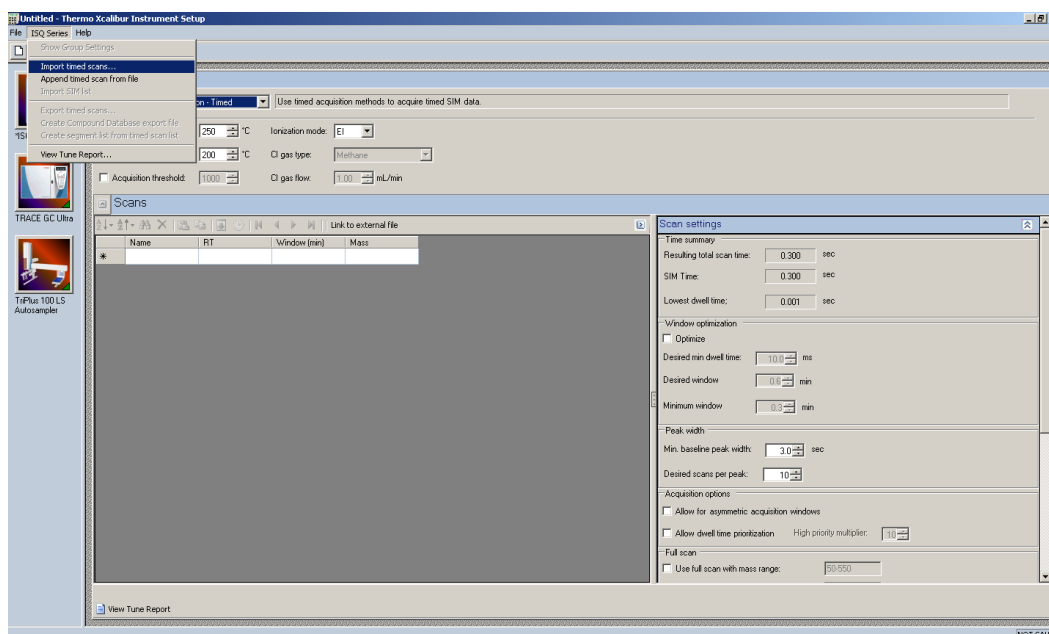 Untitled - Thermo Xcalibur Instrument Setup
File ISQ Series Help
Show Group Settings
Import timed scans...
Append timed scan from file
Import SIM list
Export timed scans...
Create Compound Database export file
Create segment list from timed scan list
View Tune Report...
on - Timed
Use timed acquisition methods to acquire timed SIM data.
250 °C
Ionization mode: EI
200 °C
CI gas type: Methane
Acquisition threshold: 1000
CI gas flow: 1.00 mL/min
TRACE GC Ultra
TriPlus 100 LS
Autosampler
Scans
Link to external file
Name RT Window (min) Mass
Scan settings
Time summary
Resulting total scan time: 0.300 sec
SIM Time: 0.300 sec
Lowest dwell time: 0.001 sec
Window optimization
Optimize
Desired min dwell time: 10.0 ms
Desired window 0.6 min
Minimum window 0.3 min
Peak width
Min. baseline peak width: 3.0 sec
Desired scans per peak: 10
Acquisition options
Allow for asymmetric acquisition windows
Allow dwell time prioritization High priority multiplier: 10
Full scan
Use full scan with mass range: 50-550
View Tune Report